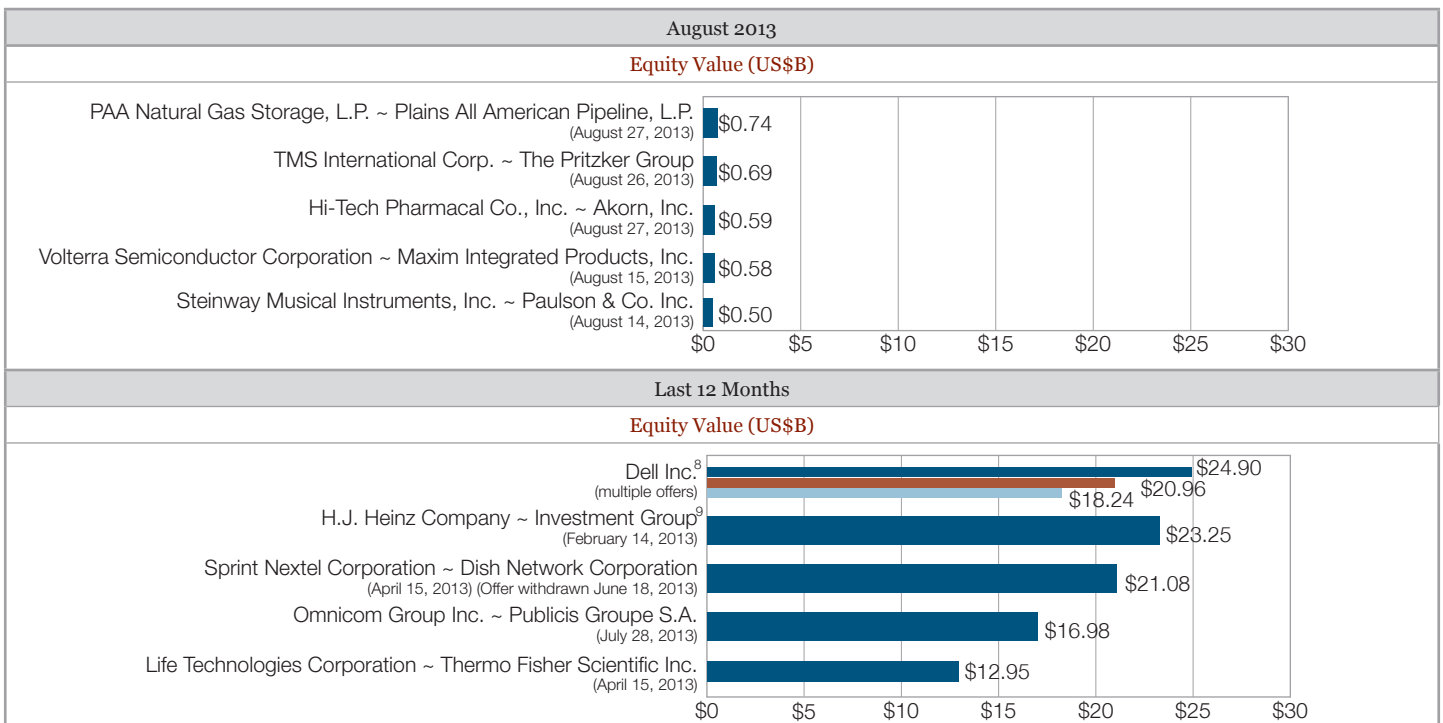 August 2013
Equity Value (US$B)
PAA Natural Gas Storage, L.P. ~ Plains All American Pipeline, L.P.
(August 27, 2013)
$0.74
TMS International Corp. ~ The Pritzker Group
(August 26, 2013)
$0.69
Hi-Tech Pharmacal Co., Inc. ~ Akorn, Inc.
(August 27, 2013)
$0.59
Volterra Semiconductor Corporation ~ Maxim Integrated Products, Inc.
(August 15, 2013)
$0.58
Steinway Musical Instruments, Inc. ~ Paulson & Co. Inc.
(August 14, 2013)
$0.50
$0 $5 $10 $15 $20 $25 $30
Last 12 Months
Equity Value (US$B)
Dell Inc.8
(multiple offers)
$24.90
$20.96
$18.24
H.J. Heinz Company ~ Investment Group9
(February 14, 2013)
$23.25
Sprint Nextel Corporation ~ Dish Network Corporation
(April 15, 2013) (Offer withdrawn June 18, 2013)
$21.08
Omnicom Group Inc. ~ Publicis Groupe S.A.
(July 28, 2013)
$16.98
Life Technologies Corporation ~ Thermo Fisher Scientific Inc.
(April 15, 2013)
$12.95
$0 $5 $10 $15 $20 $25 $30